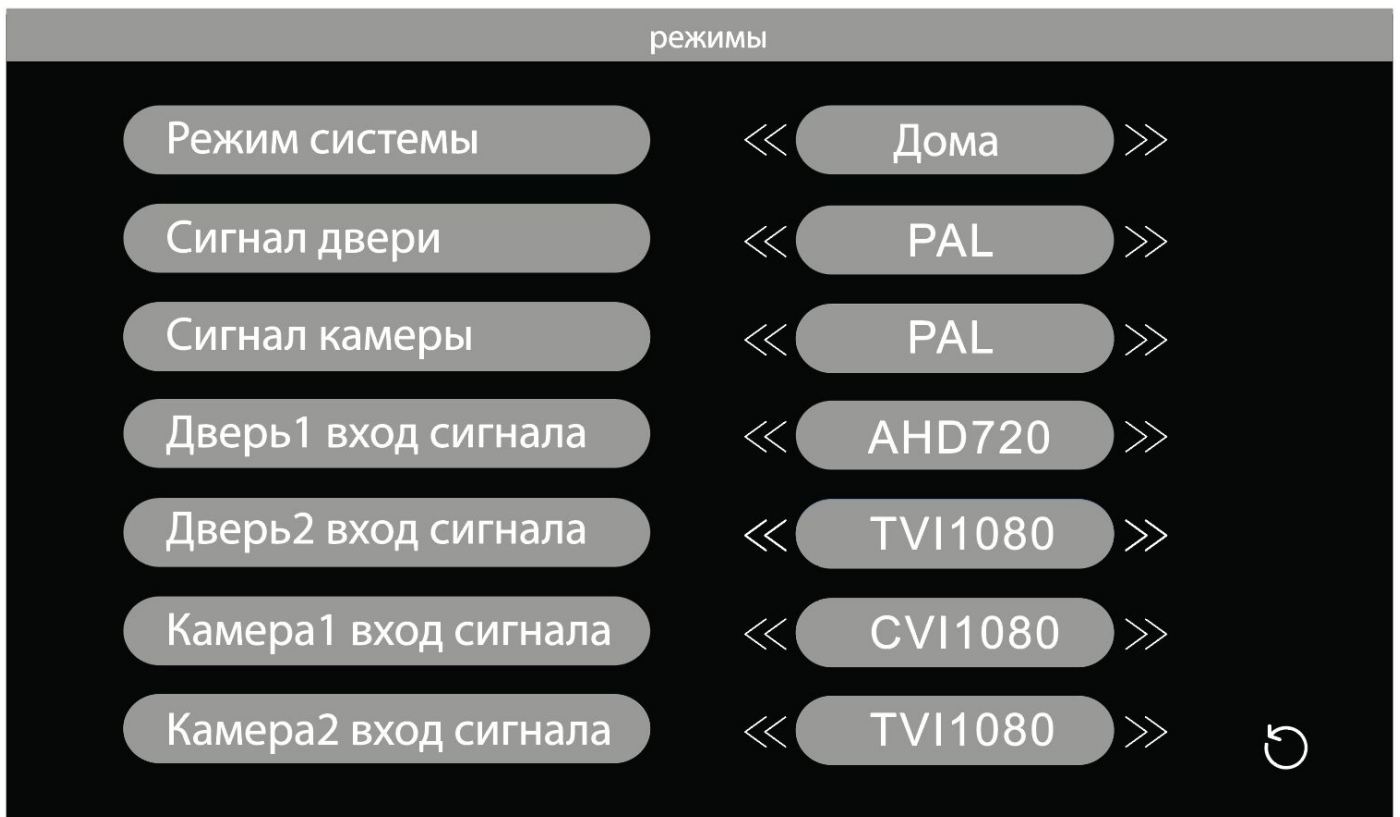 режимы
Режим системы << Дома >>
Сигнал двери << PAL >>
Сигнал камеры << PAL >>
Дверь1 вход сигнала << AHD720 >>
Дверь2 вход сигнала << TVI1080 >>
Камера1 вход сигнала << CVI1080 >>
Камера2 вход сигнала << TVI1080 >>